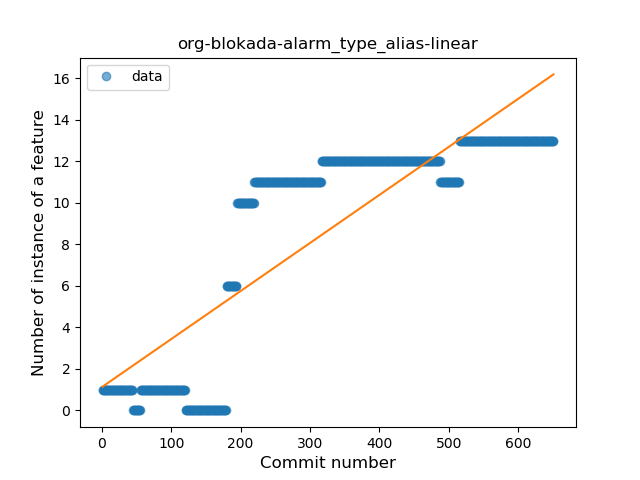 org-blokada-alarm_type_alias-linear
data
Number of instance of a feature
16
14
12
10
8
6
4
2
0
0 100 200 300 400 500 600
Commit number